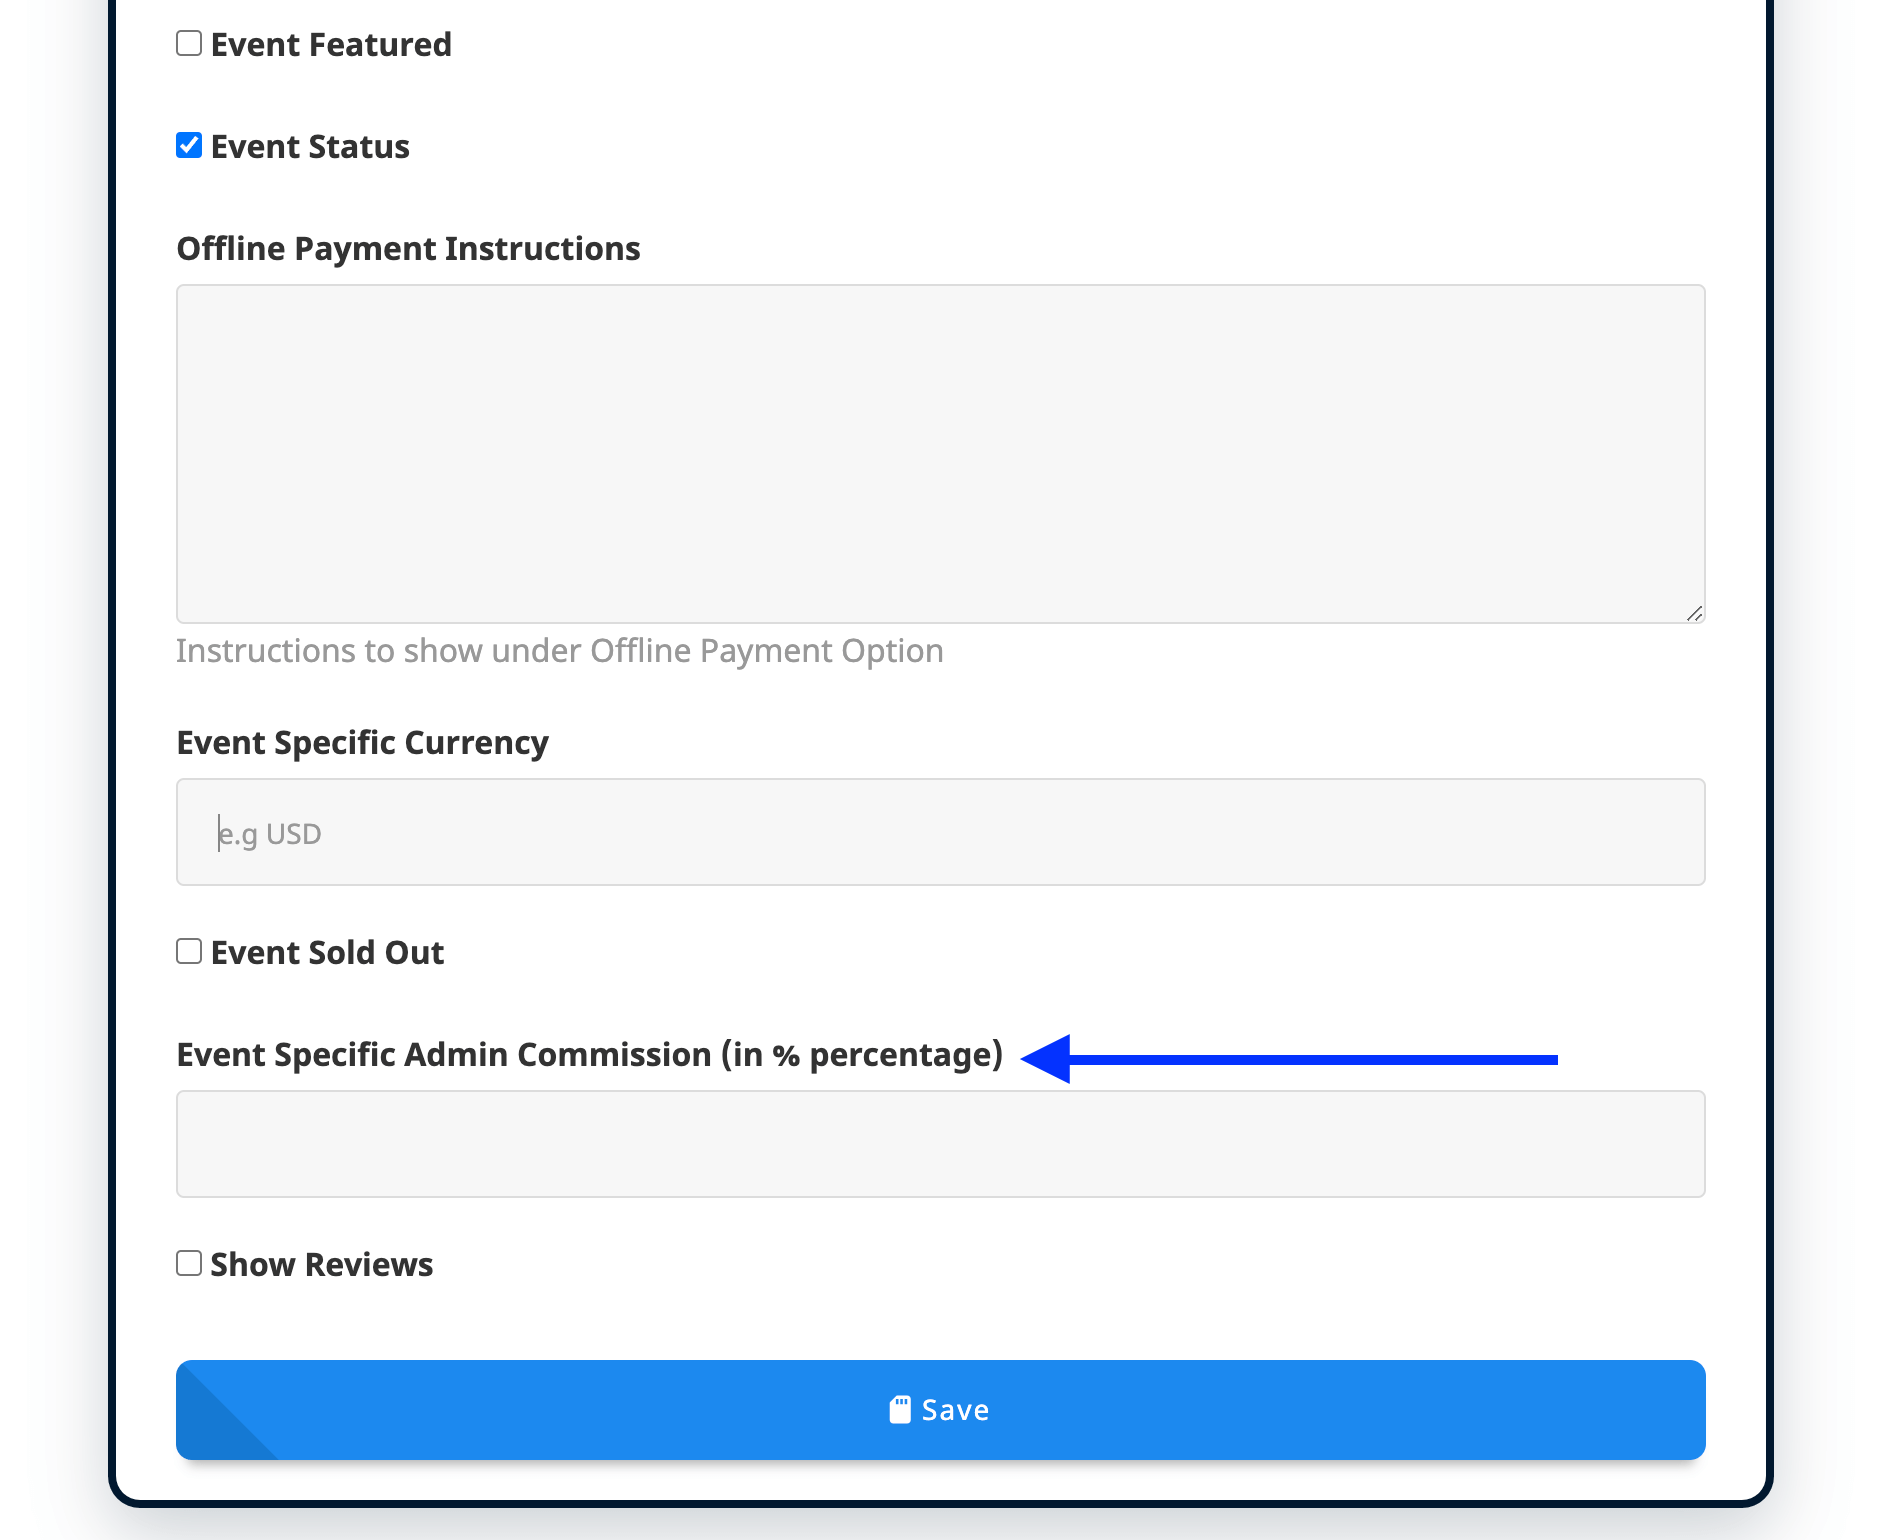 Event Featured
Event Status
Offline Payment Instructions
Instructions to show under Offline Payment Option
Event Specific Currency
e.g USD
Event Sold Out
Event Specific Admin Commission (in % percentage)
Show Reviews
Save